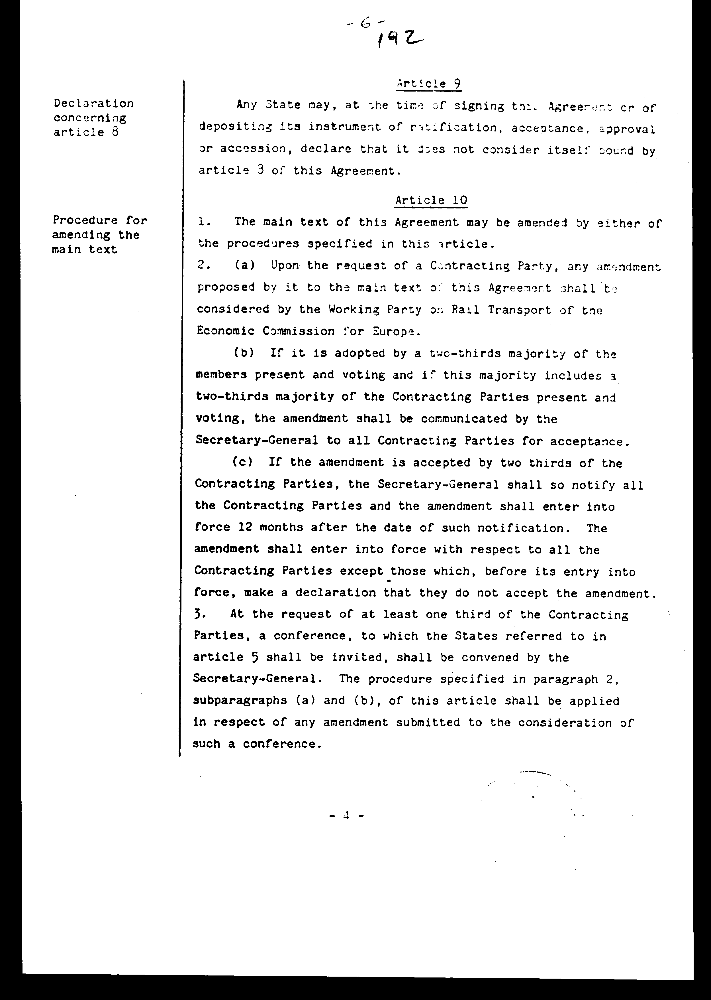 - 6 -
192
Article 9
Declaration
concerning
article 8
Any State may, at the time of signing this Agreement or of
depositing its instrument of ratification, acceptance, approval
or accession, declare that it does not consider itself bound by
article 8 of this Agreement.
Article 10
Procedure for
amending the
main text
1. The main text of this Agreement may be amended by either of
the procedures specified in this article.
2. (a) Upon the request of a Contracting Party, any amendment
proposed by it to the main text of this Agreement shall be
considered by the Working Party on Rail Transport of the
Economic Commission for Europe.
(b) If it is adopted by a two-thirds majority of the
members present and voting and if this majority includes a
two-thirds majority of the Contracting Parties present and
voting, the amendment shall be communicated by the
Secretary-General to all Contracting Parties for acceptance.
(c) If the amendment is accepted by two thirds of the
Contracting Parties, the Secretary-General shall so notify all
the Contracting Parties and the amendment shall enter into
force 12 months after the date of such notification. The
amendment shall enter into force with respect to all the
Contracting Parties except those which, before its entry into
force, make a declaration that they do not accept the amendment.
3. At the request of at least one third of the Contracting
Parties, a conference, to which the States referred to in
article 5 shall be invited, shall be convened by the
Secretary-General. The procedure specified in paragraph 2,
subparagraphs (a) and (b), of this article shall be applied
in respect of any amendment submitted to the consideration of
such a conference.
- 4 -